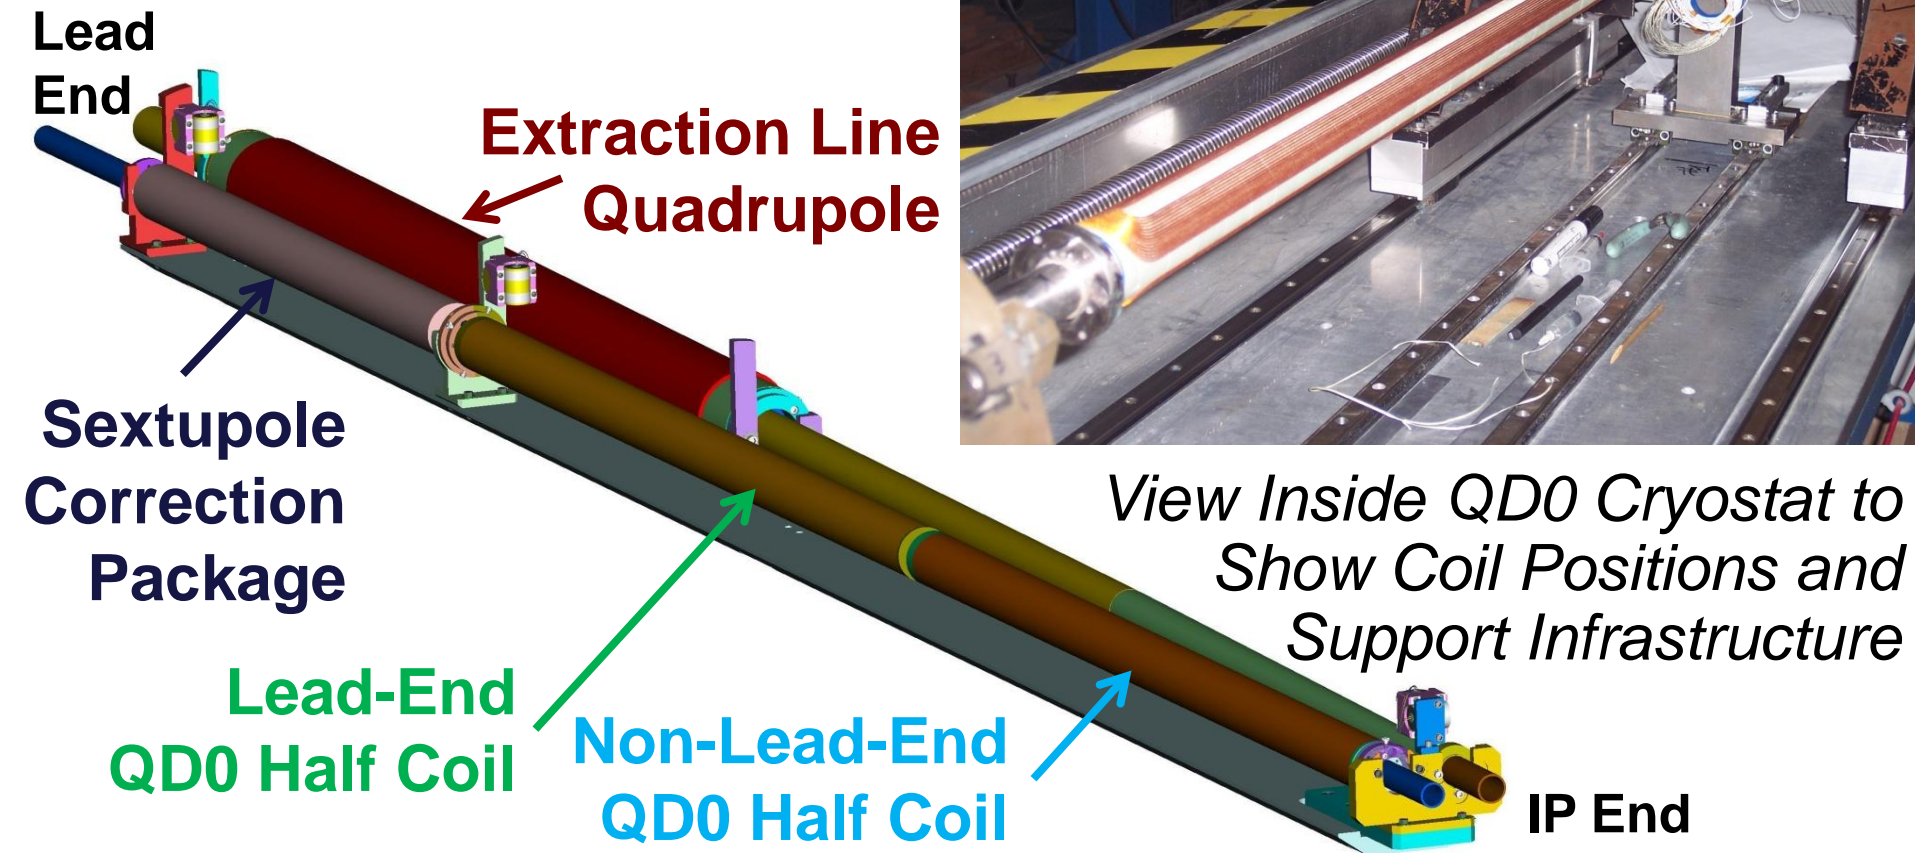 Lead
End
Extraction Line
Quadrupole
Sextupole
Correction
Package
Lead-End
QD0 Half Coil
Non-Lead-End
QD0 Half Coil
View Inside QD0 Cryostat to
Show Coil Positions and
Support Infrastructure
IP End